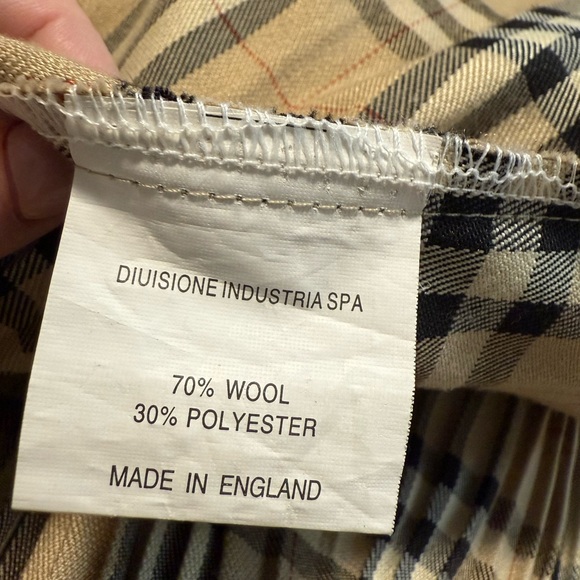 DIUISIONE INDUSTRIA SPA
70% WOOL
30% POLYESTER
MADE IN ENGLAND